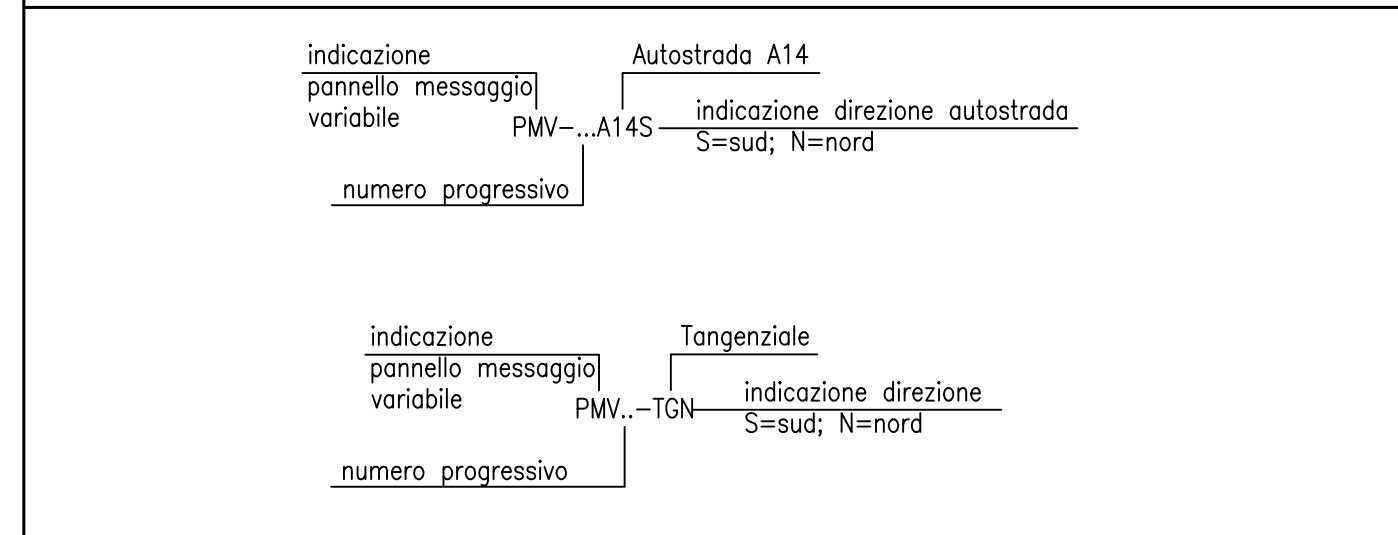 indicazione
pannello messaggio
variabile
Autostrada A14
PMV-...A14S
indicazione direzione autostrada
S=sud; N=nord
numero progressivo
indicazione
pannello messaggio
variabile
Tangenziale
PMV..-TGN
indicazione direzione
S=sud; N=nord
numero progressivo